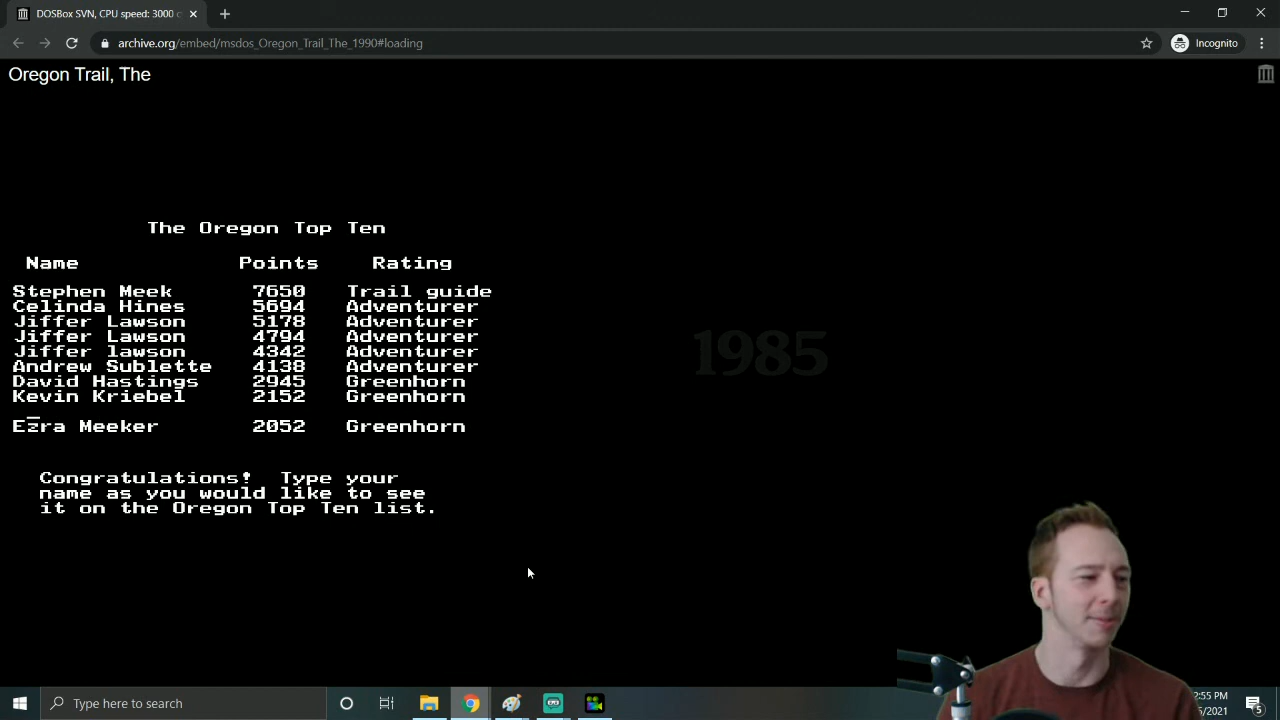 DOSBox SVN, CPU speed: 3000 c
archive.org/embed/msdos_Oregon_Trail_The_1990#loading
Incognito
Oregon Trail, The
The Oregon Top Ten
Name Points Rating
Stephen Meek 7650 Trail guide
Celinda Hines 5694 Adventurer
Jiffer Lawson 5178 Adventurer
Jiffer Lawson 4794 Adventurer
Jiffer lawson 4342 Adventurer
Andrew Sublette 4138 Adventurer
David Hastings 2945 Greenhorn
Kevin Kriebel 2152 Greenhorn
Ezra Meeker 2052 Greenhorn
1985
Congratulations! Type your
name as you would like to see
it on the Oregon Top Ten list.
Type here to search
:55 PM
/2021
5